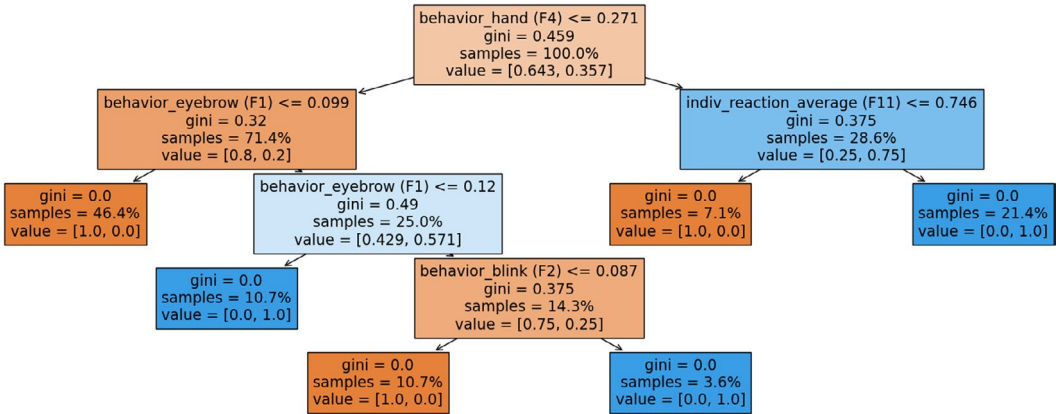 behavior_hand (F4) <= 0.271
gini = 0.459
samples = 100.0%
value = [0.643, 0.357]
behavior_eyebrow (F1) <= 0.099
gini = 0.32
samples = 71.4%
value = [0.8, 0.2]
indiv_reaction_average (F11) <= 0.746
gini = 0.375
samples = 28.6%
value = [0.25, 0.75]
gini = 0.0
samples = 46.4%
value = [1.0, 0.0]
behavior_eyebrow (F1) <= 0.12
gini = 0.49
samples = 25.0%
value = [0.429, 0.571]
gini = 0.0
samples = 7.1%
value = [1.0, 0.0]
gini = 0.0
samples = 21.4%
value = [0.0, 1.0]
gini = 0.0
samples = 10.7%
value = [0.0, 1.0]
behavior_blink (F2) <= 0.087
gini = 0.375
samples = 14.3%
value = [0.75, 0.25]
gini = 0.0
samples = 10.7%
value = [1.0, 0.0]
gini = 0.0
samples = 3.6%
value = [0.0, 1.0]